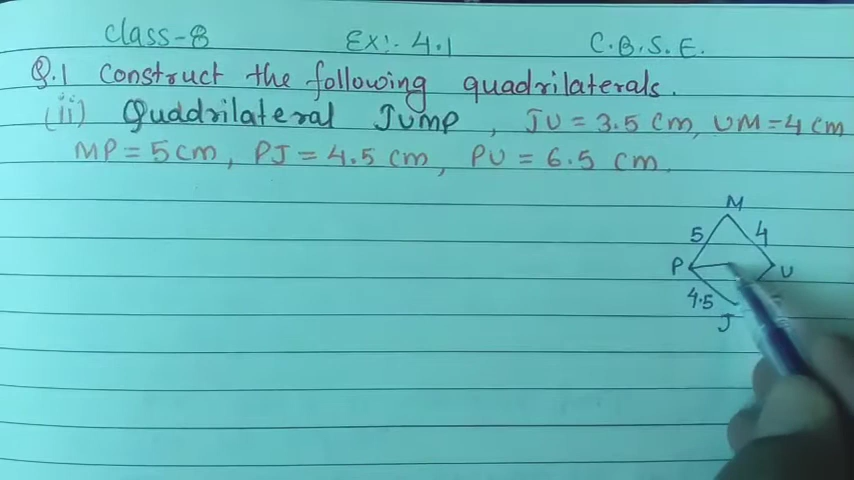 class-8 Ex:- 4.1 C.B.S.E.
Q.1 Construct the following quadrilaterals.
(ii) Quddrilateral JUMP, JU = 3.5 cm, UM = 4 cm
MP = 5 cm, PJ = 4.5 cm, PU = 6.5 cm
M
5 4
P U
4.5
J